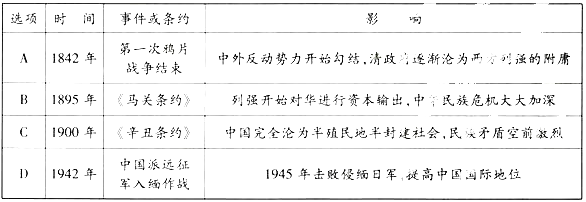 选项 时 间 事件或条约 影 响
A 1842 年 第一次鸦片
战争结束 中外反动势力开始勾结,清政 逐渐沦为 列强的附庸
B 1895 年 《马关条约》 列强开始对华进行资本输出,中 民族危机大大加深
C 1900 年 《辛丑条约》 中国完全沦为半殖民地半封建社会,民族矛盾空前激烈
D 1942 年 中国派远征
军入缅作战 1945 年击败侵缅日军,提高中国国际地位